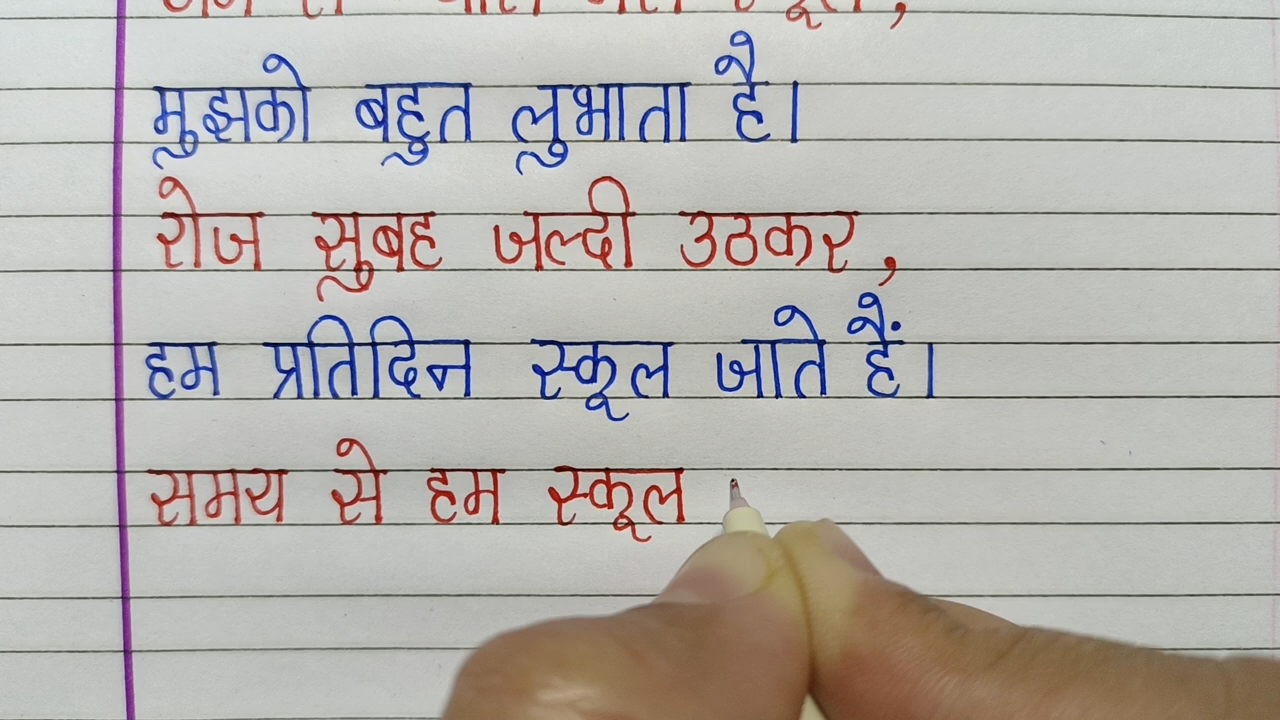 मुझको बहुत लुभाता है।
रोज सुबह जल्दी उठकर,
हम प्रतिदिन स्कूल जाते हैं।
समय से हम स्कूल